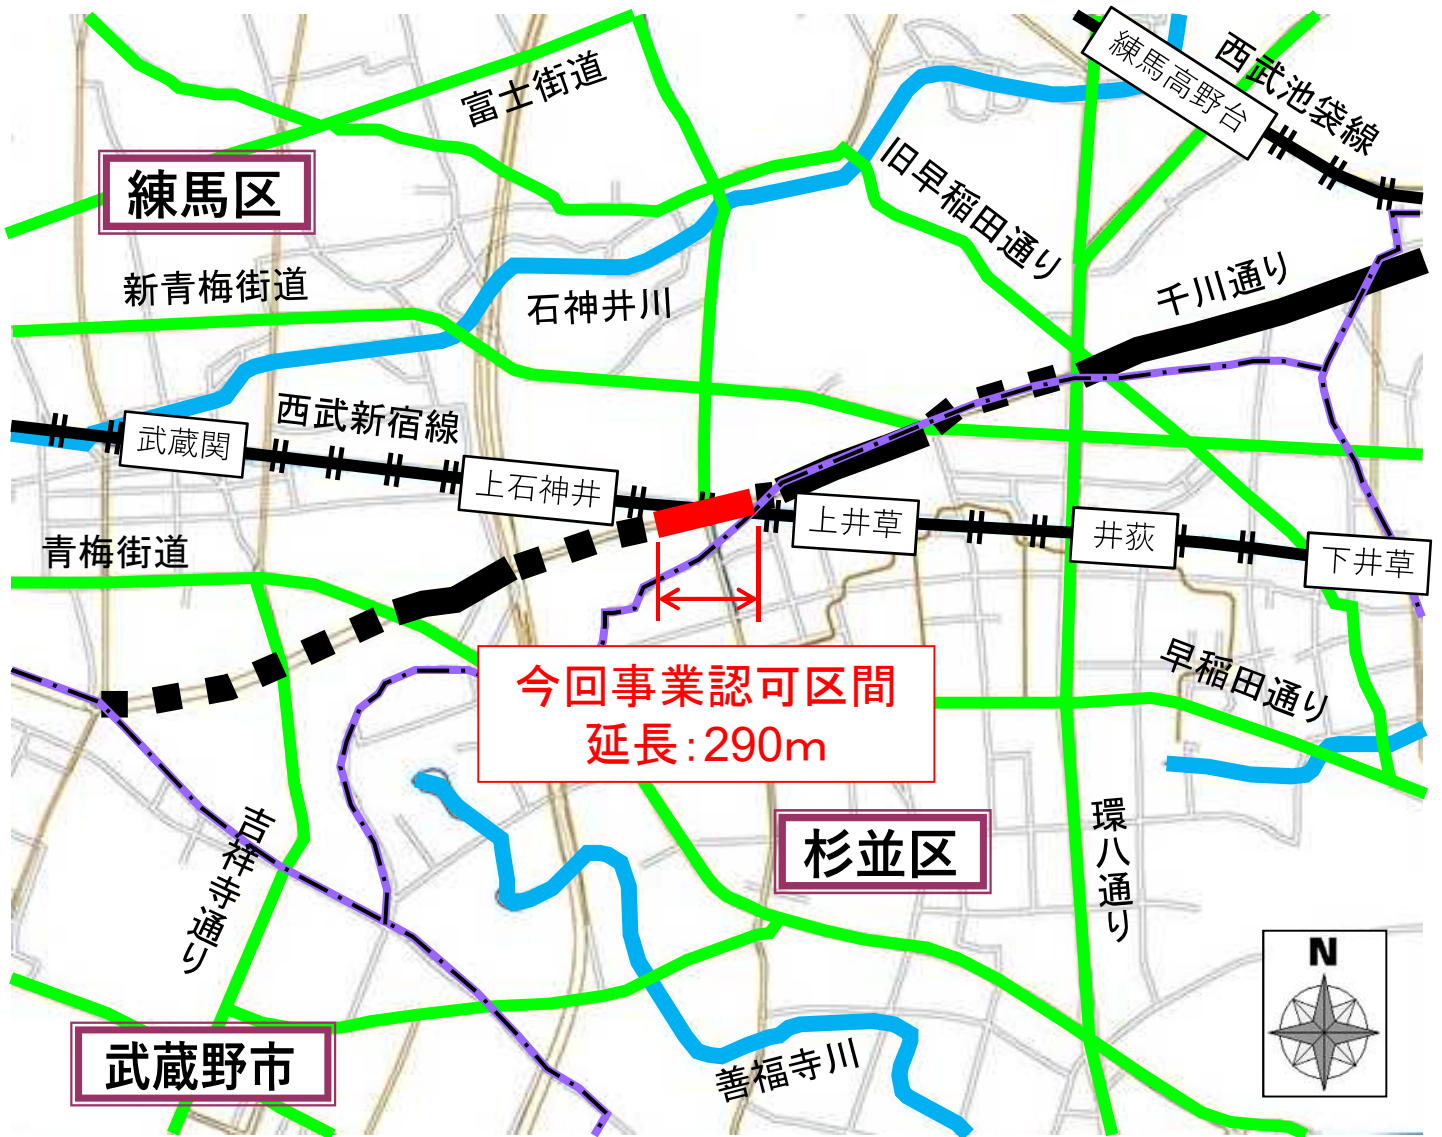 練馬高野台
西武池袋線
富士街道
練馬区
旧早稲田通り
千川通り
新青梅街道
石神井川
西武新宿線
武蔵関
上石神井
上井草
井荻
下井草
青梅街道
今回事業認可区間
延長:290m
早稲田通り
吉祥寺通り
杉並区
環八通り
N
武蔵野市
善福寺川